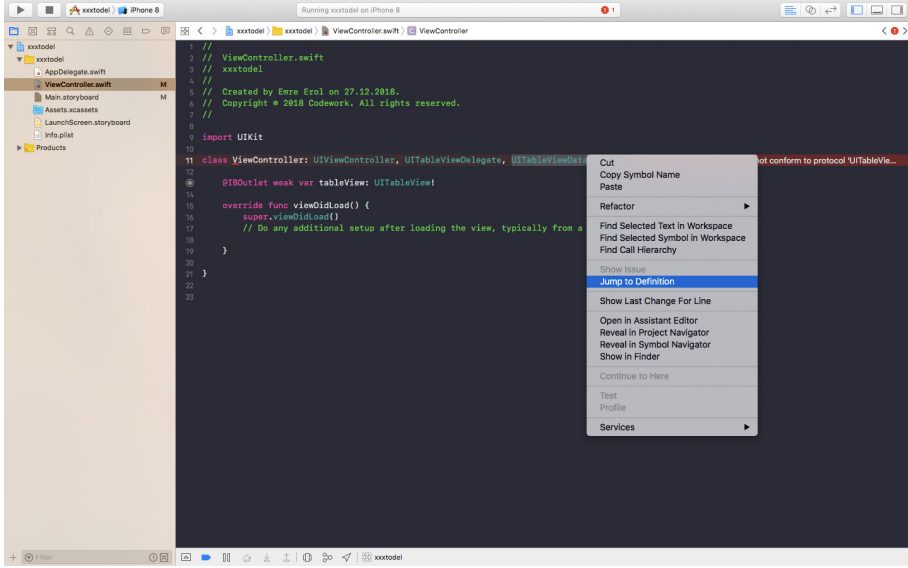 xxxtodel
iPhone 8
Running xxxtodel on iPhone 8
1
xxxtodel
xxxtodel
ViewController.swift
ViewController
xxxtodel
xxxtodel
AppDelegate.swift
ViewController.swift M
Main.storyboard M
Assets.xcassets
LaunchScreen.storyboard
Info.plist
Products
1 //
2 // ViewController.swift
3 // xxxtodel
4 //
5 // Created by Emre Erol on 27.12.2018.
6 // Copyright © 2018 Codework. All rights reserved.
7 //
8
9 import UIKit
10
11 class ViewController: UIViewController, UITableViewDelegate, UITableViewDate ot conform to protocol 'UITableVie...
12
@IBOutlet weak var tableView: UITableView!
14
15 override func viewDidLoad() {
16 super.viewDidLoad()
17 // Do any additional setup after loading the view, typically from a
18
19 }
20
21 }
22
23
Cut
Copy Symbol Name
Paste
Refactor
Find Selected Text in Workspace
Find Selected Symbol in Workspace
Find Call Hierarchy
Show Issue
Jump to Definition
Show Last Change For Line
Open in Assistant Editor
Reveal in Project Navigator
Reveal in Symbol Navigator
Show in Finder
Continue to Here
Test
Profile
Services
Filter
xxxtodel